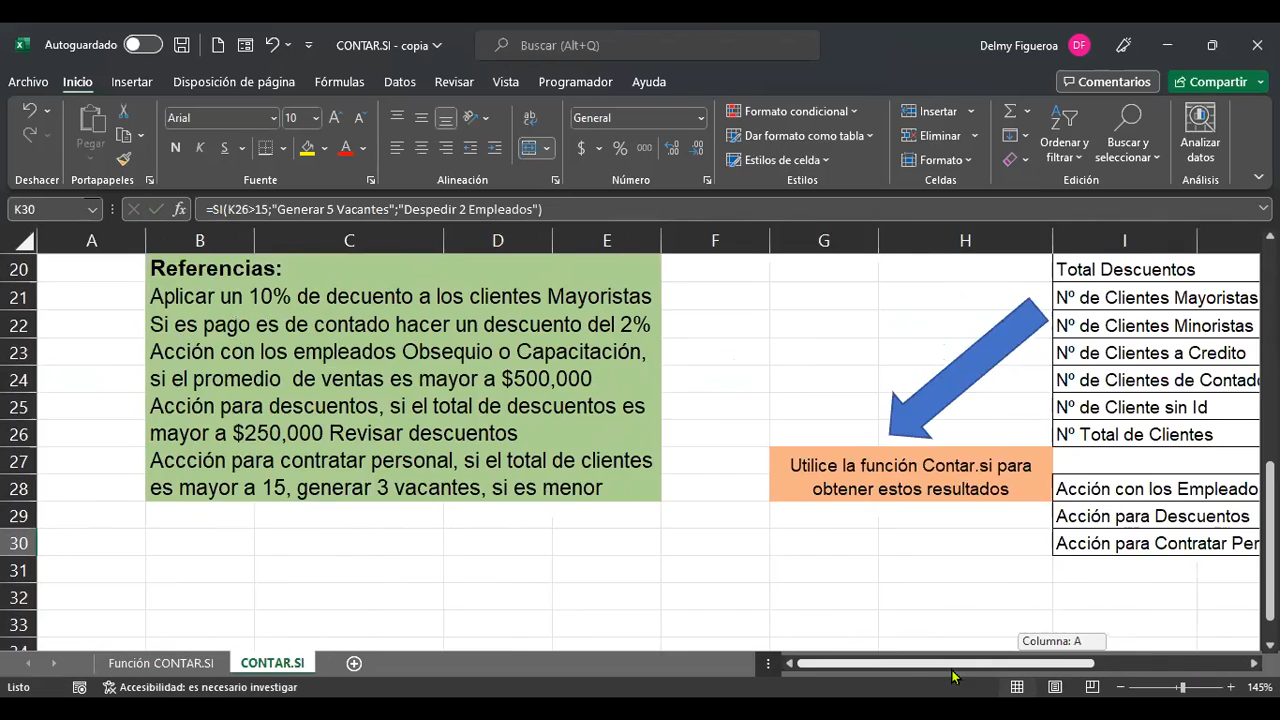 Autoguardado
CONTAR.SI - copia
Buscar (Alt+Q)
Delmy Figueroa
DF
Archivo Inicio Insertar Disposición de página Fórmulas Datos Revisar Vista Programador Ayuda
Comentarios
Compartir
Pegar
Arial
10
N K S
General
$ % 000
Formato condicional
Dar formato como tabla
Estilos de celda
Insertar
Eliminar
Formato
Ordenar y filtrar
Buscar y seleccionar
Analizar datos
Deshacer Portapapeles Fuente Alineación Número Estilos Celdas Edición Análisis
K30
fx
=SI(K26>15;"Generar 5 Vacantes";"Despedir 2 Empleados")
A B C D E F G H I
20 Referencias: Total Descuentos
21 Aplicar un 10% de decuento a los clientes Mayoristas Nº de Clientes Mayoristas
22 Si es pago es de contado hacer un descuento del 2% Nº de Clientes Minoristas
23 Acción con los empleados Obsequio o Capacitación, Nº de Clientes a Credito
24 si el promedio de ventas es mayor a $500,000 Nº de Clientes de Contado
25 Acción para descuentos, si el total de descuentos es Nº de Cliente sin Id
26 mayor a $250,000 Revisar descuentos Nº Total de Clientes
27 Accción para contratar personal, si el total de clientes
28 es mayor a 15, generar 3 vacantes, si es menor
Utilice la función Contar.si para
obtener estos resultados
Acción con los Empleado
29 Acción para Descuentos
30 Acción para Contratar Per
31
32
33
Columna: A
Función CONTAR.SI CONTAR.SI
Listo
Accesibilidad: es necesario investigar
145%